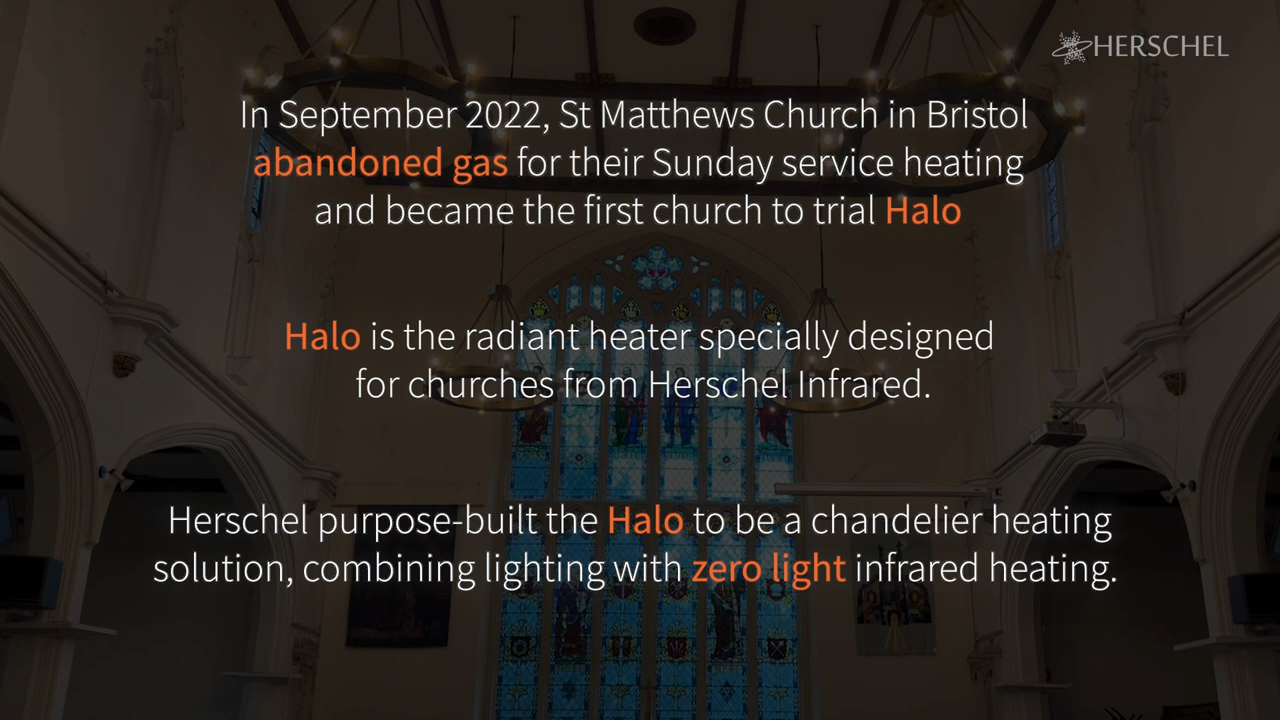 HERSCHEL
In September 2022, St Matthews Church in Bristol
abandoned gas for their Sunday service heating
and became the first church to trial Halo
Halo is the radiant heater specially designed
for churches from Herschel Infrared.
Herschel purpose-built the Halo to be a chandelier heating
solution, combining lighting with zero light infrared heating.